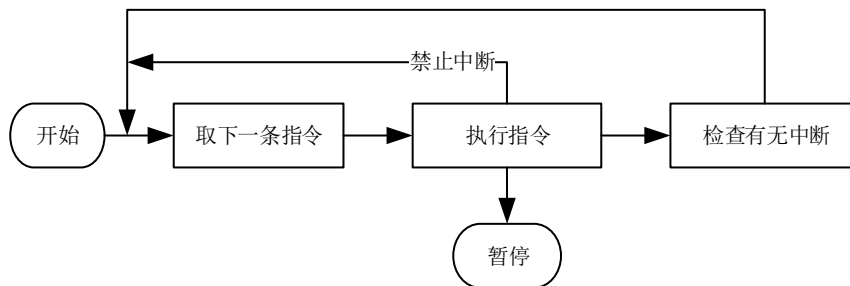 禁止中断
开始
取下一条指令
执行指令
检查有无中断
暂停